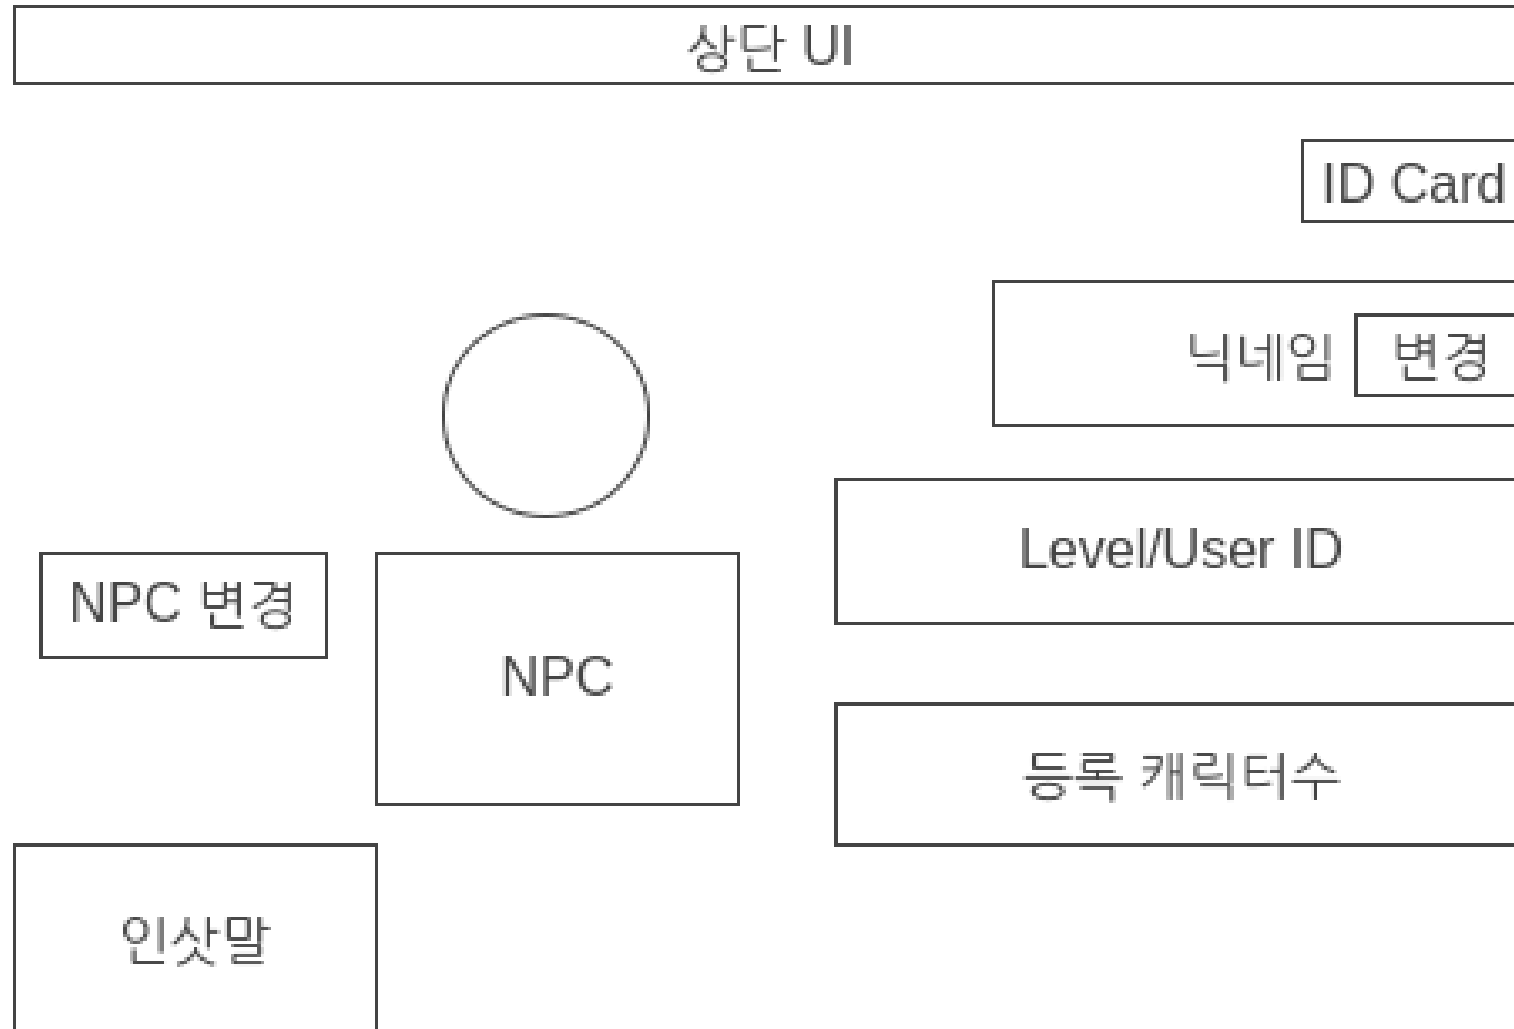 상단 UI
ID Card
닉네임
변경
Level/User ID
NPC 변경
NPC
등록 캐릭터수
인삿말